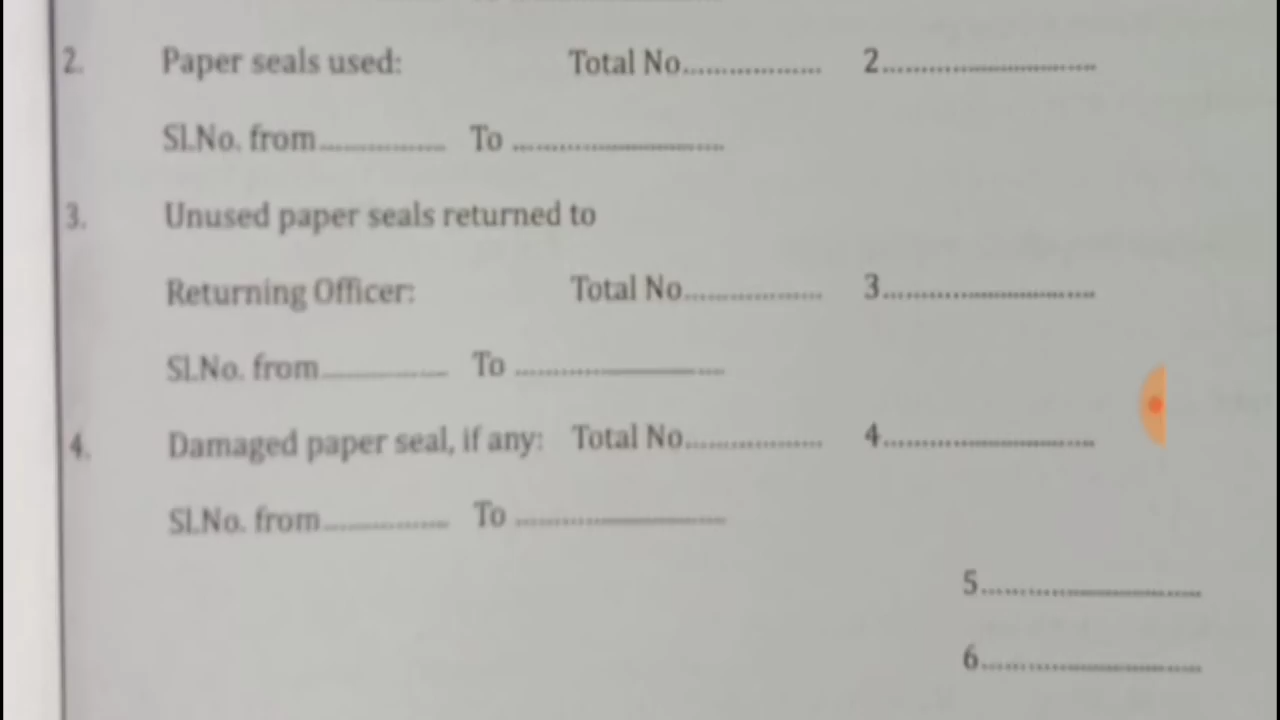 2. Paper seals used: Total No.................. 2..............................
Sl.No. from................ To ..............................
3. Unused paper seals returned to
Returning Officer: Total No.................. 3..............................
Sl.No. from................ To ..............................
4. Damaged paper seal, if any: Total No.................. 4..............................
Sl.No. from................ To ..............................
5..............................
6..............................